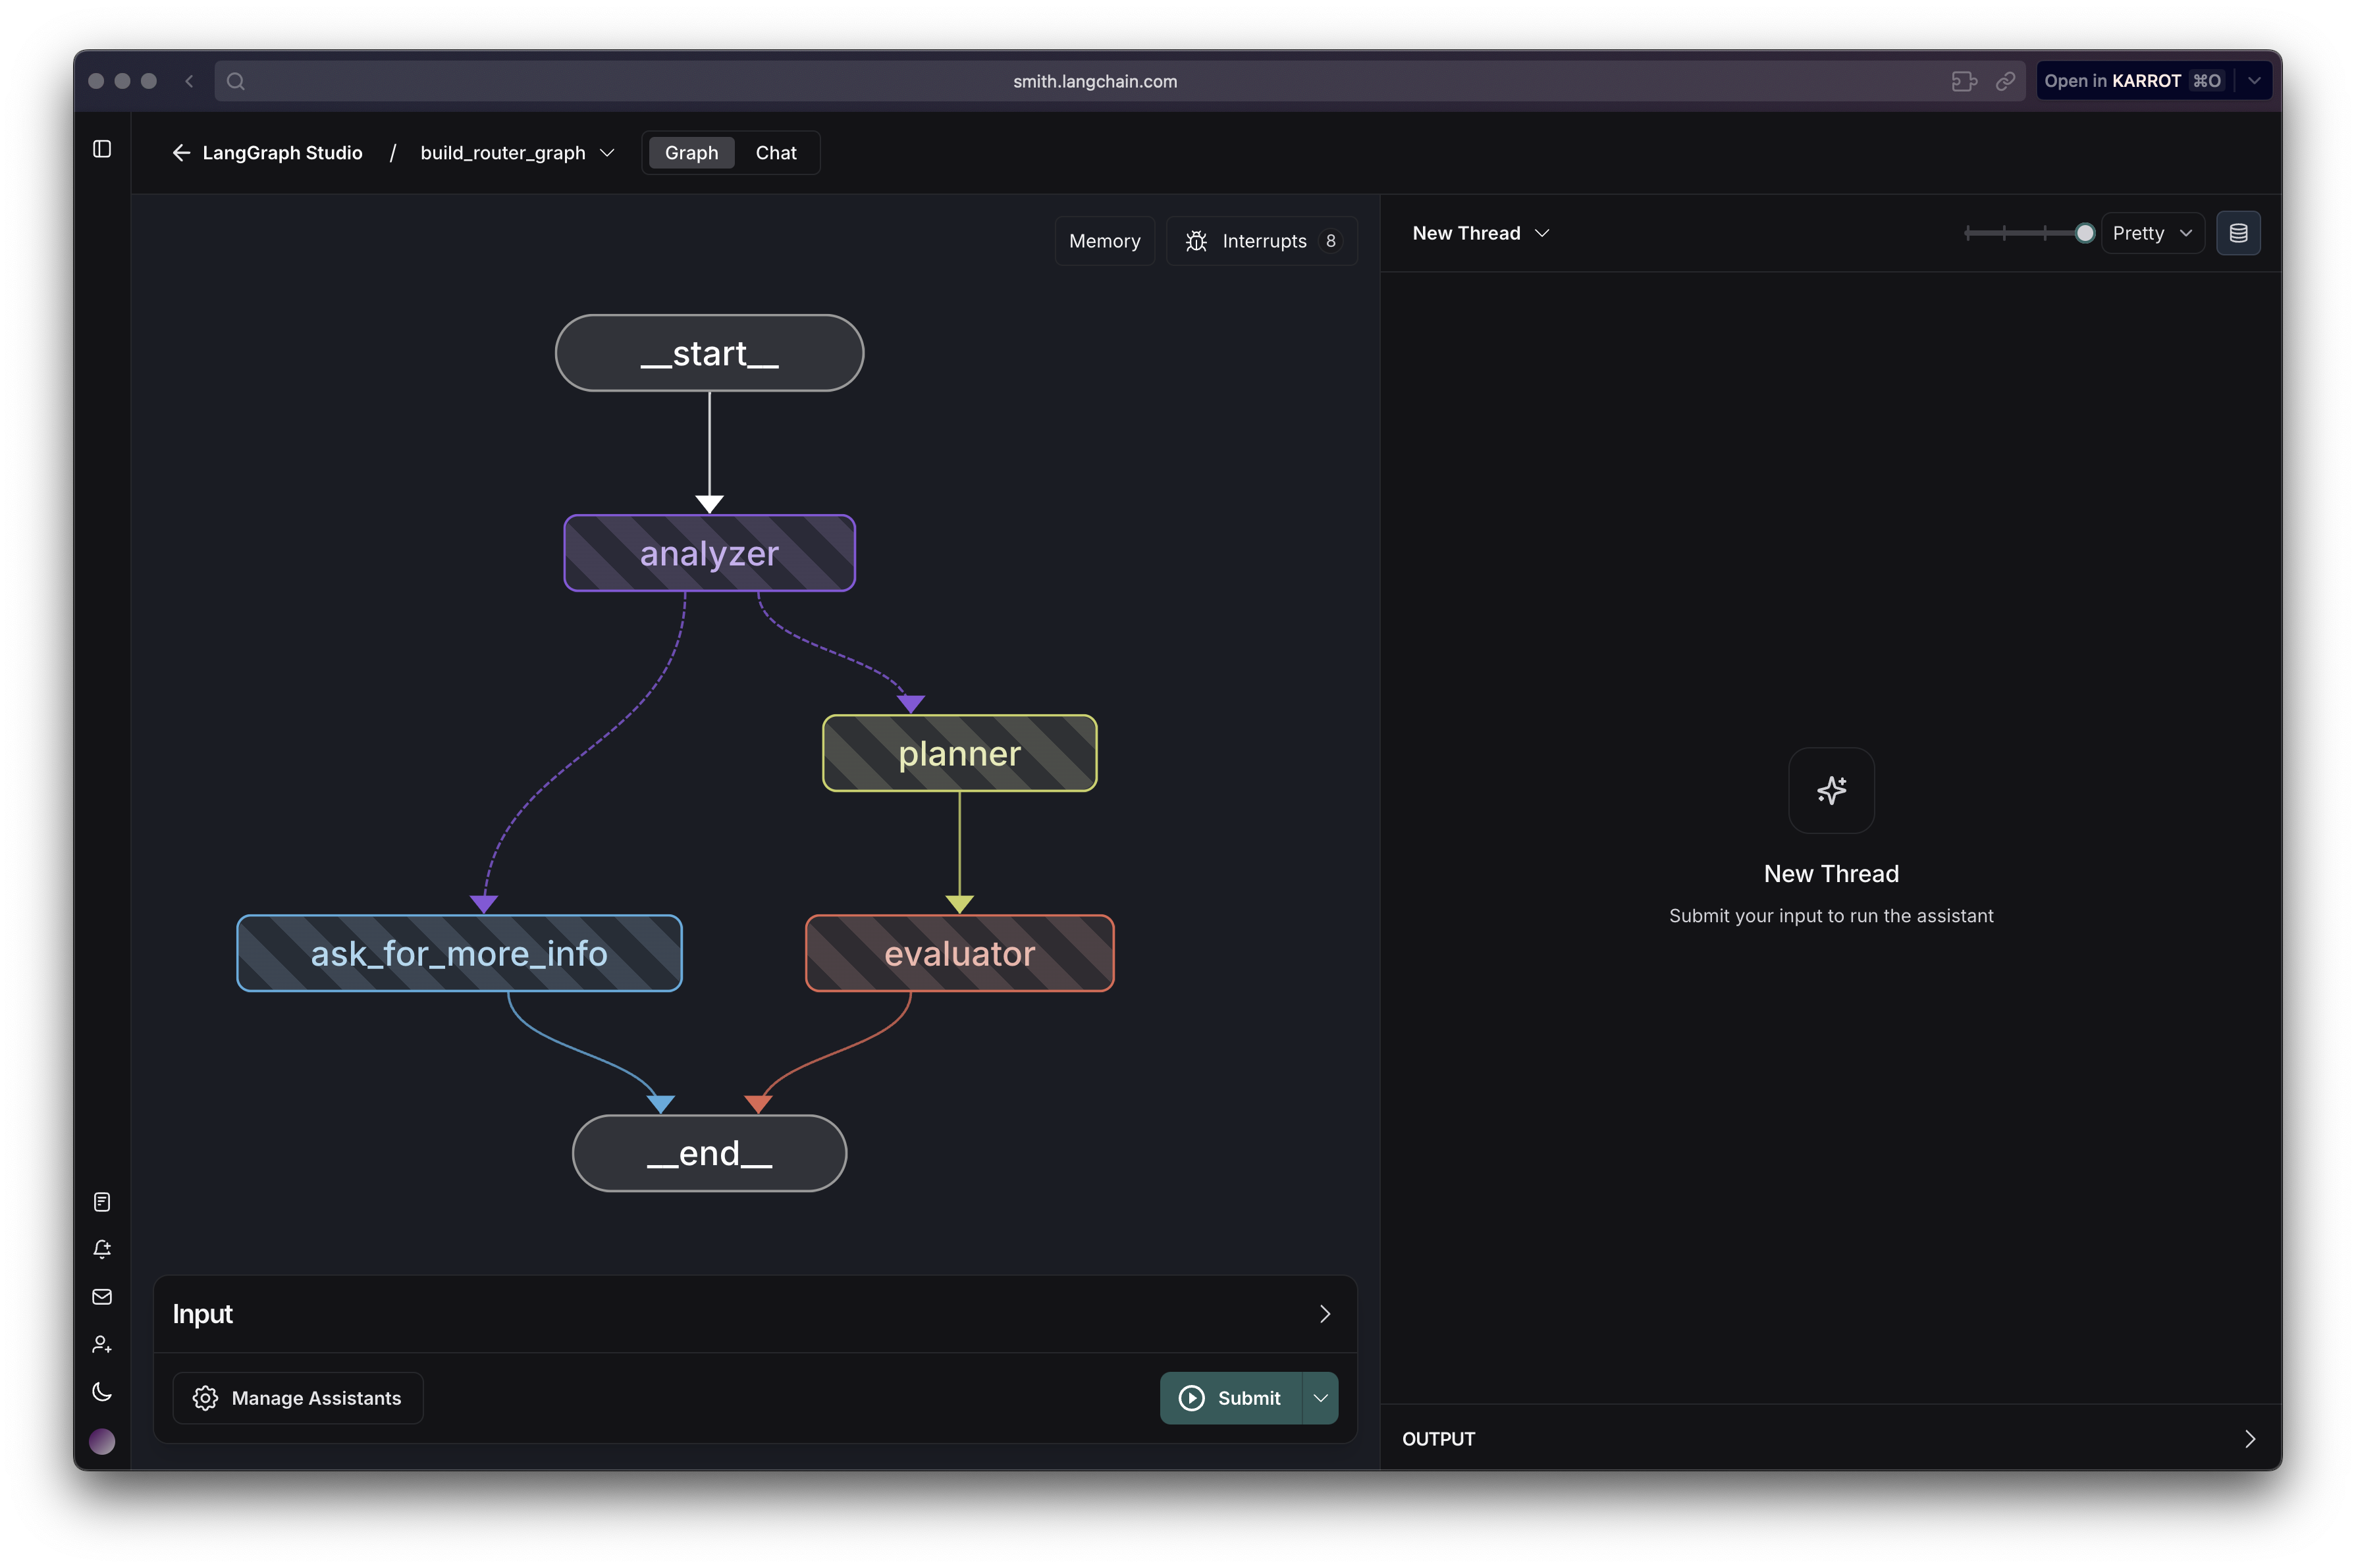 smith.langchain.com
Open in KARROT ⌘O
LangGraph Studio / build_router_graph
Graph
Chat
Memory
Interrupts 8
__start__
analyzer
planner
ask_for_more_info
evaluator
__end__
Input
Manage Assistants
Submit
New Thread
Pretty
New Thread
Submit your input to run the assistant
OUTPUT